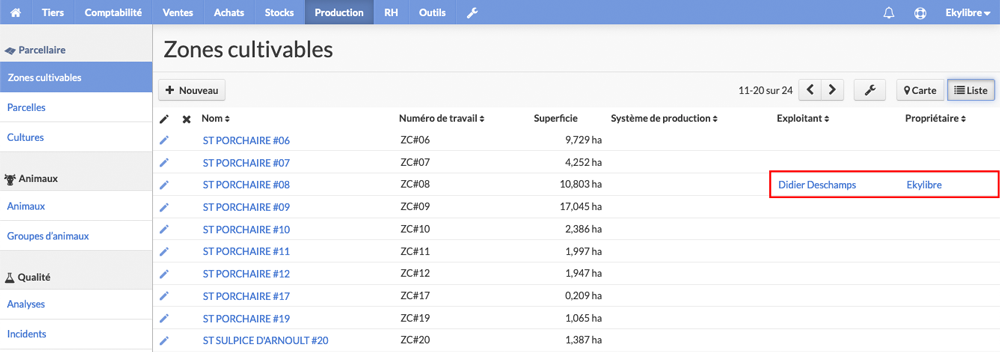 Tiers Comptabilité Ventes Achats Stocks Production RH Outils Ekylibre
Parcellaire
Zones cultivables
Parcelles
Cultures
Animaux
Animaux
Groupes d'animaux
Qualité
Analyses
Incidents
Zones cultivables
Nouveau 11-20 sur 24 Carte Liste
Nom Numéro de travail Superficie Système de production Exploitant Propriétaire
ST PORCHAIRE #06 ZC#06 9,729 ha
ST PORCHAIRE #07 ZC#07 4,252 ha
ST PORCHAIRE #08 ZC#08 10,803 ha Didier Deschamps Ekylibre
ST PORCHAIRE #09 ZC#09 17,045 ha
ST PORCHAIRE #10 ZC#10 2,386 ha
ST PORCHAIRE #11 ZC#11 1,997 ha
ST PORCHAIRE #12 ZC#12 1,947 ha
ST PORCHAIRE #17 ZC#17 0,209 ha
ST PORCHAIRE #19 ZC#19 1,065 ha
ST SULPICE D'ARNOULT #20 ZC#20 1,387 ha